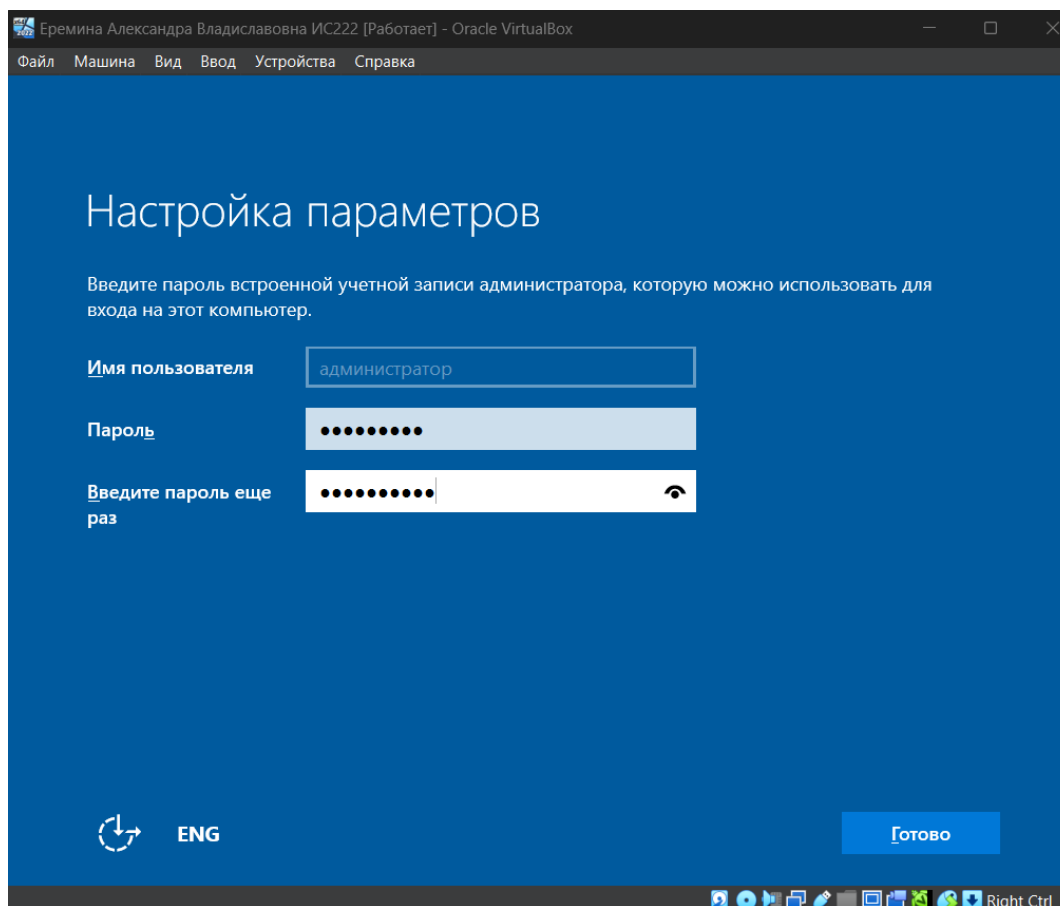 Еремина Александра Владиславовна ИС222 [Работает] - Oracle VirtualBox
Файл Машина Вид Ввод Устройства Справка
Настройка параметров
Введите пароль встроенной учетной записи администратора, которую можно использовать для
входа на этот компьютер.
Имя пользователя администратор
Пароль •••••••••
Введите пароль еще ••••••••••
раз
ENG Готово
Right Ctrl